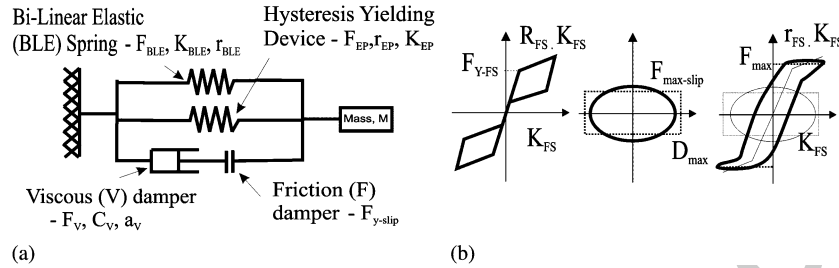 (a)
Bi-Linear Elastic
(BLE) Spring - F_BLE, K_BLE, r_BLE
Hysteresis Yielding
Device - F_EP, r_EP, K_EP
Mass, M
Viscous (V) damper
- F_V, C_V, a_V
Friction (F)
damper - F_y-slip
(a)
(b)
R_FS . K_FS
F_Y-FS
K_FS
F_max-slip
D_max
r_FS . K_FS
F_max
K_FS
(b)